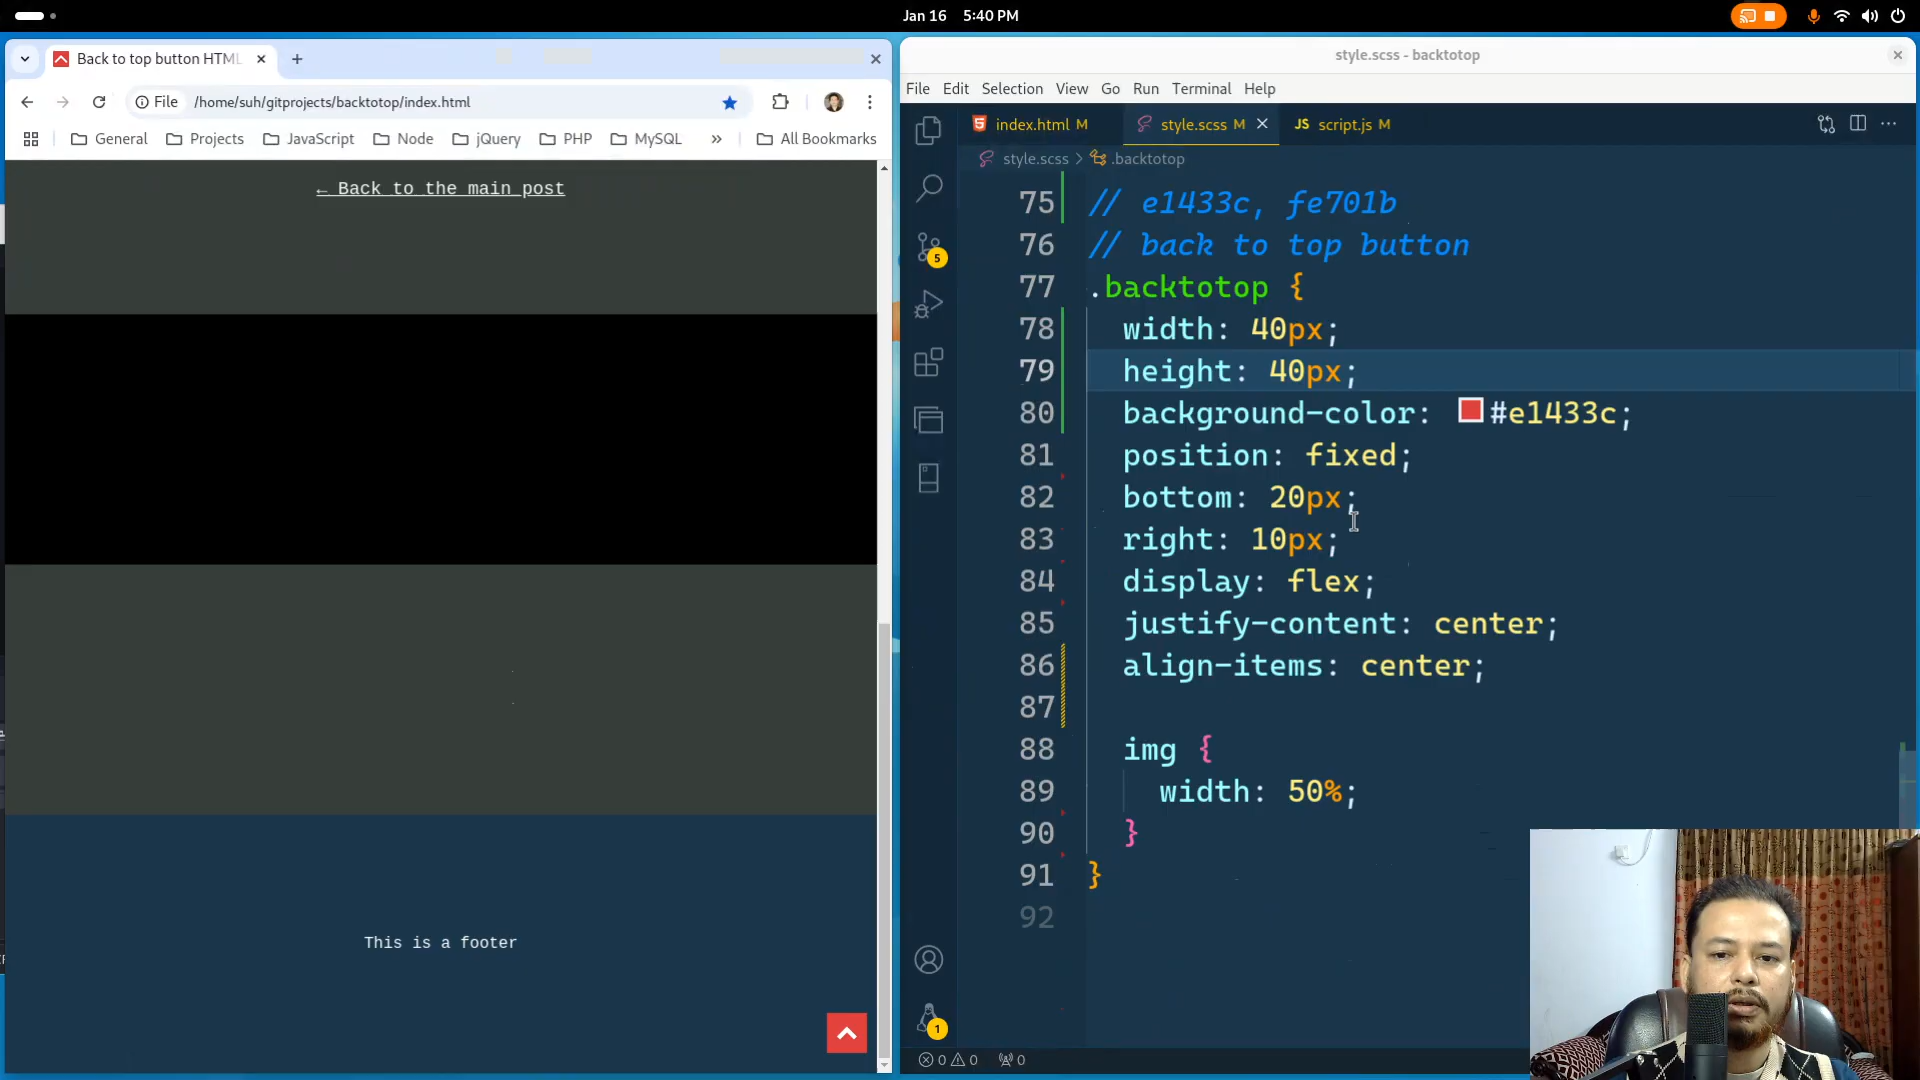 Jan 16 5:40 PM
Back to top button HTML
File /home/suh/gitprojects/backtotop/index.html
General Projects JavaScript Node jQuery PHP MySQL » All Bookmarks
← Back to the main post
This is a footer
style.scss - backtotop
File Edit Selection View Go Run Terminal Help
index.html M style.scss M JS script.js M
style.scss > .backtotop
5
1
75 // e1433c, fe701b
76 // back to top button
77 .backtotop {
78 width: 40px;
79 height: 40px;
80 background-color: #e1433c;
81 position: fixed;
82 bottom: 20px;
83 right: 10px;
84 display: flex;
85 justify-content: center;
86 align-items: center;
87
88 img {
89 width: 50%;
90 }
91 }
92
0 0 0